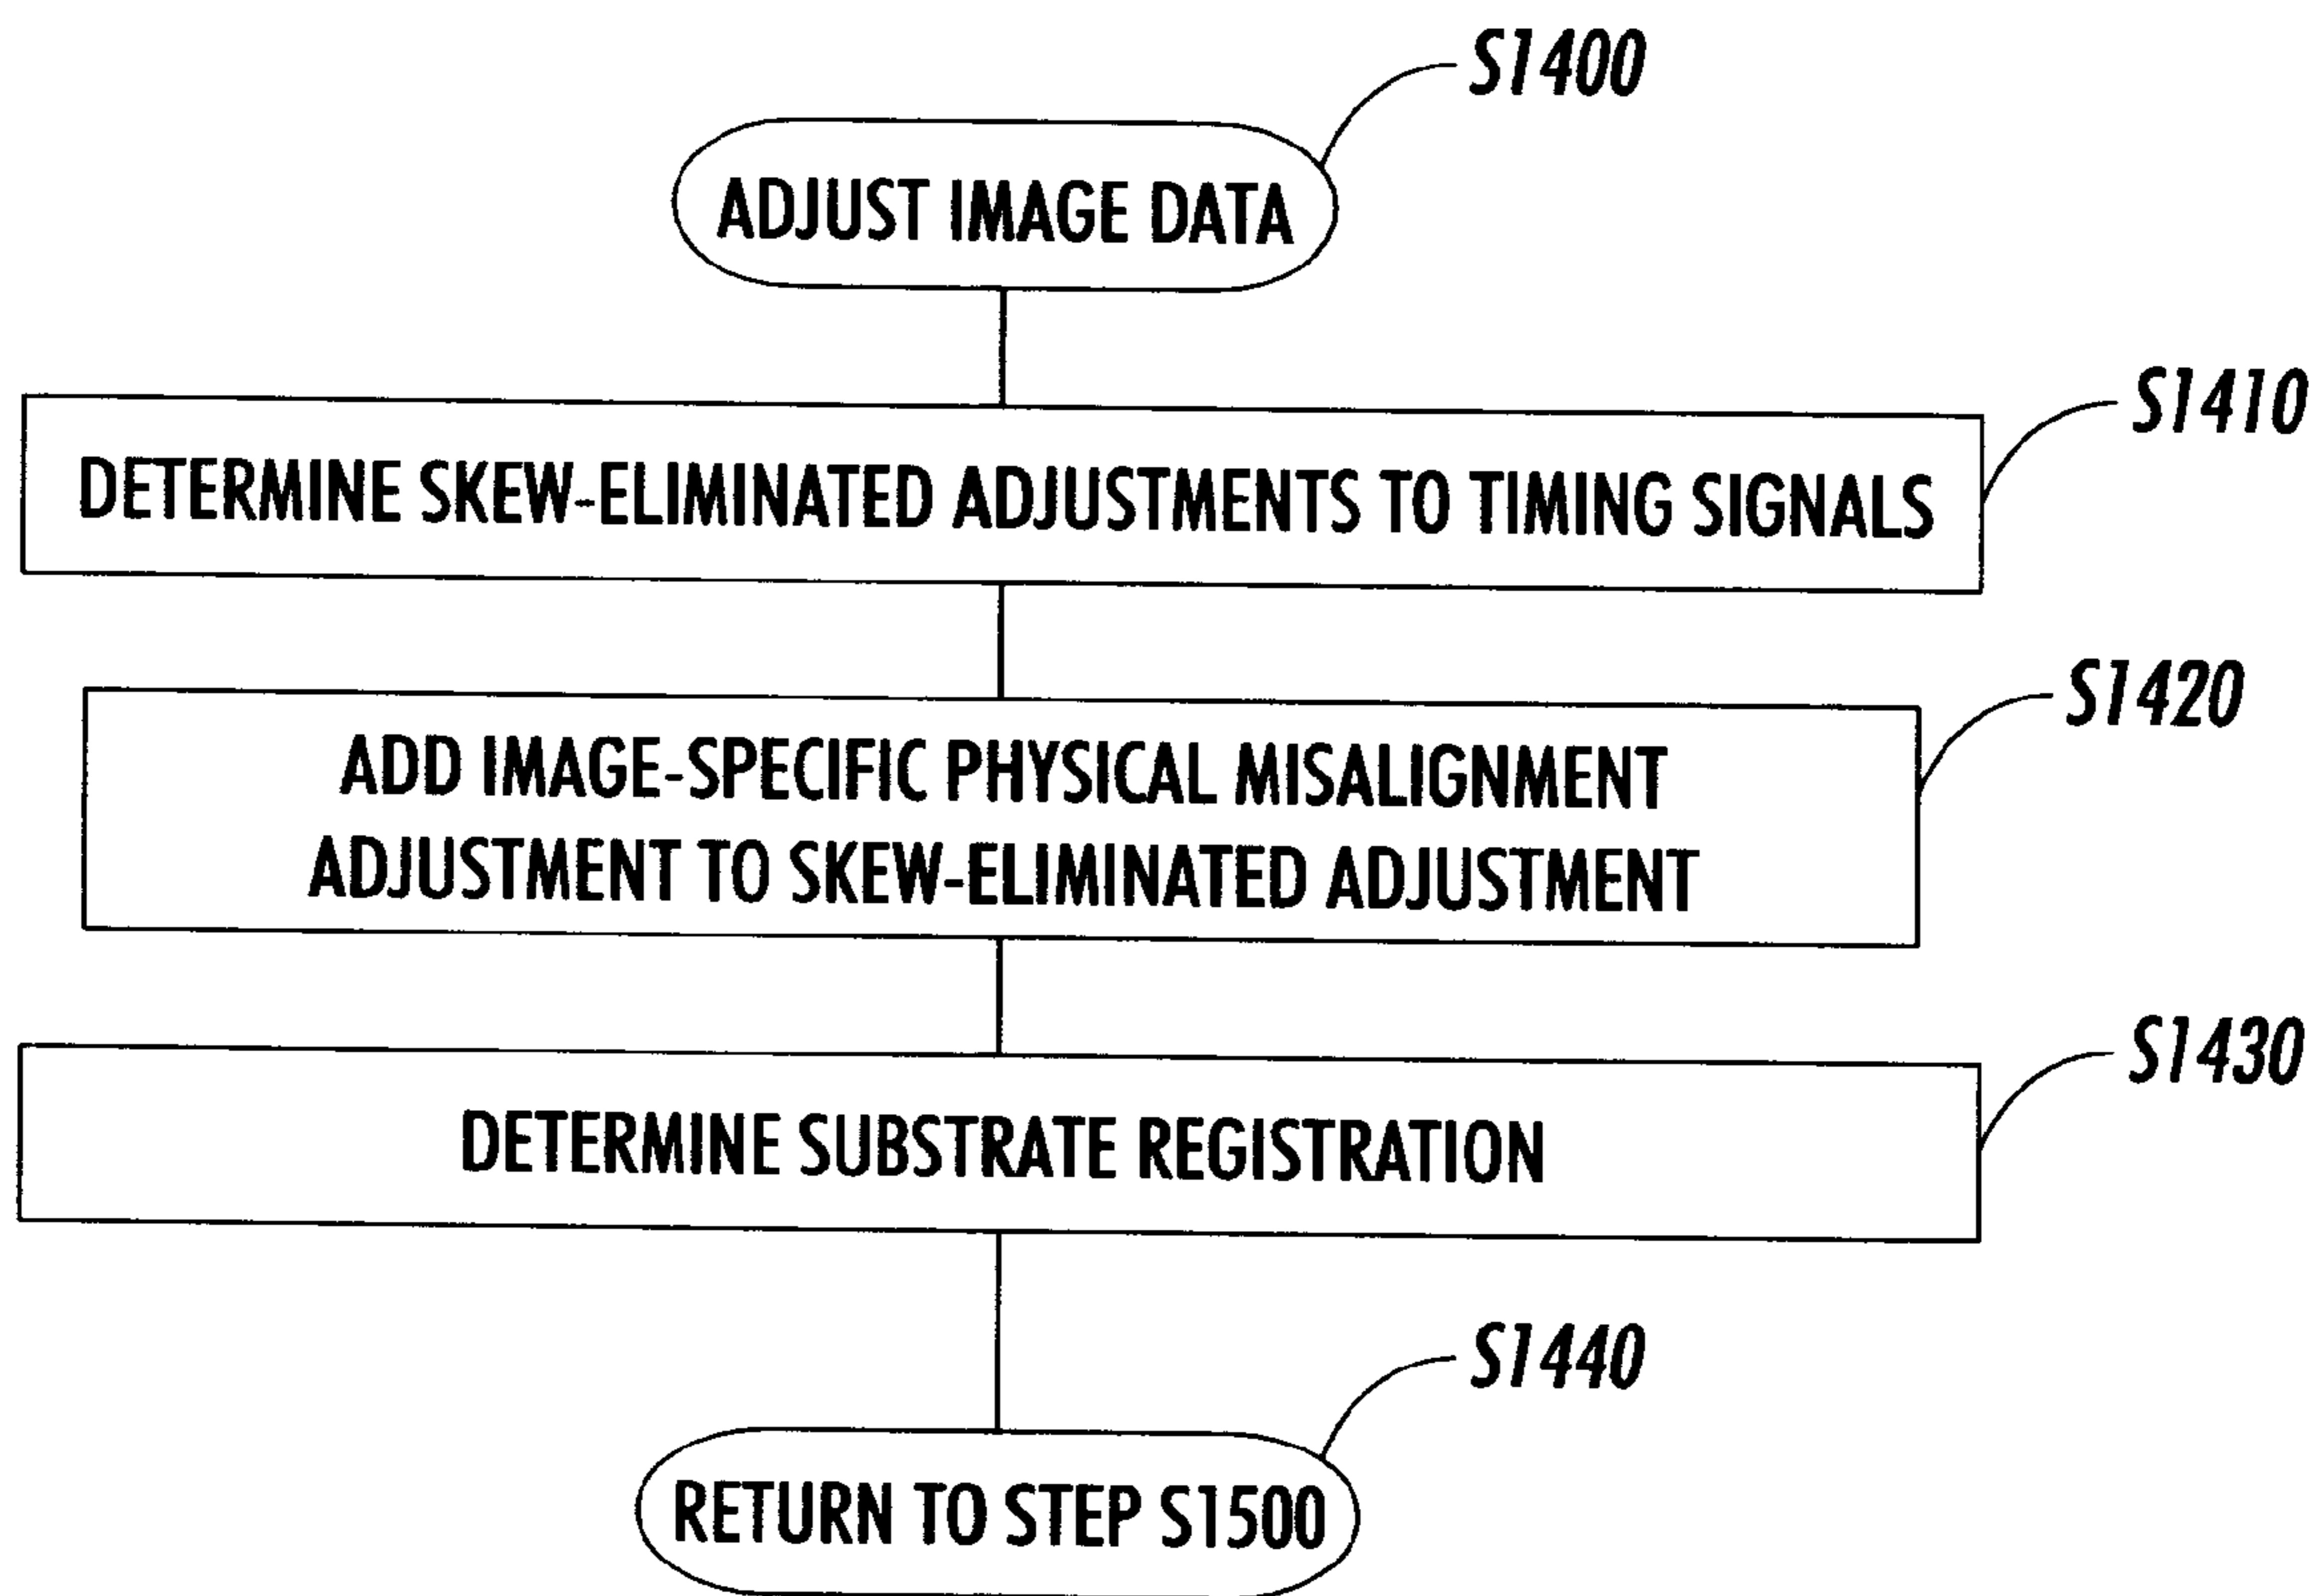 S1400
ADJUST IMAGE DATA
S1410
DETERMINE SKEW-ELIMINATED ADJUSTMENTS TO TIMING SIGNALS
S1420
ADD IMAGE-SPECIFIC PHYSICAL MISALIGNMENT
ADJUSTMENT TO SKEW-ELIMINATED ADJUSTMENT
S1430
DETERMINE SUBSTRATE REGISTRATION
S1440
RETURN TO STEP S1500